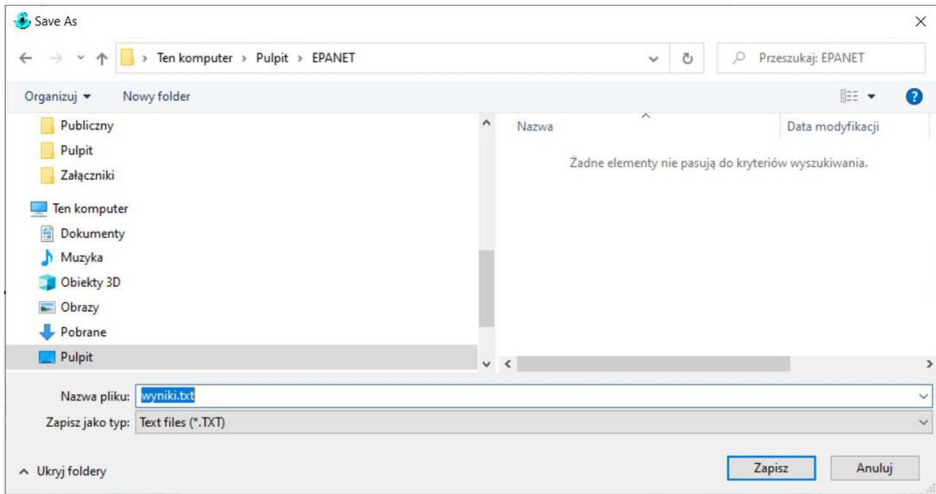 Save As
Ten komputer > Pulpit > EPANET
Przeszukaj: EPANET
Organizuj
Nowy folder
Publiczny
Pulpit
Załączniki
Ten komputer
Dokumenty
Muzyka
Obiekty 3D
Obrazy
Pobrane
Pulpit
Nazwa
Data modyfikacji
Żadne elementy nie pasują do kryteriów wyszukiwania.
Nazwa pliku: wyniki.txt
Zapisz jako typ: Text files (*.TXT)
Ukryj foldery
Zapisz
Anuluj